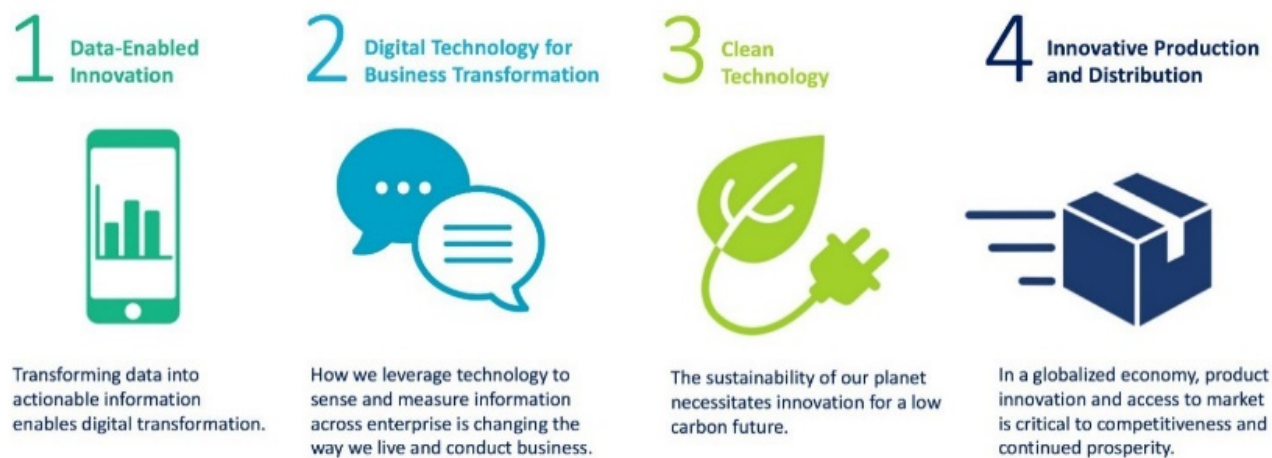 1 Data-Enabled
Innovation
Transforming data into
actionable information
enables digital transformation.
2 Digital Technology for
Business Transformation
How we leverage technology to
sense and measure information
across enterprise is changing the
way we live and conduct business.
3 Clean
Technology
The sustainability of our planet
necessitates innovation for a low
carbon future.
4 Innovative Production
and Distribution
In a globalized economy, product
innovation and access to market
is critical to competitiveness and
continued prosperity.